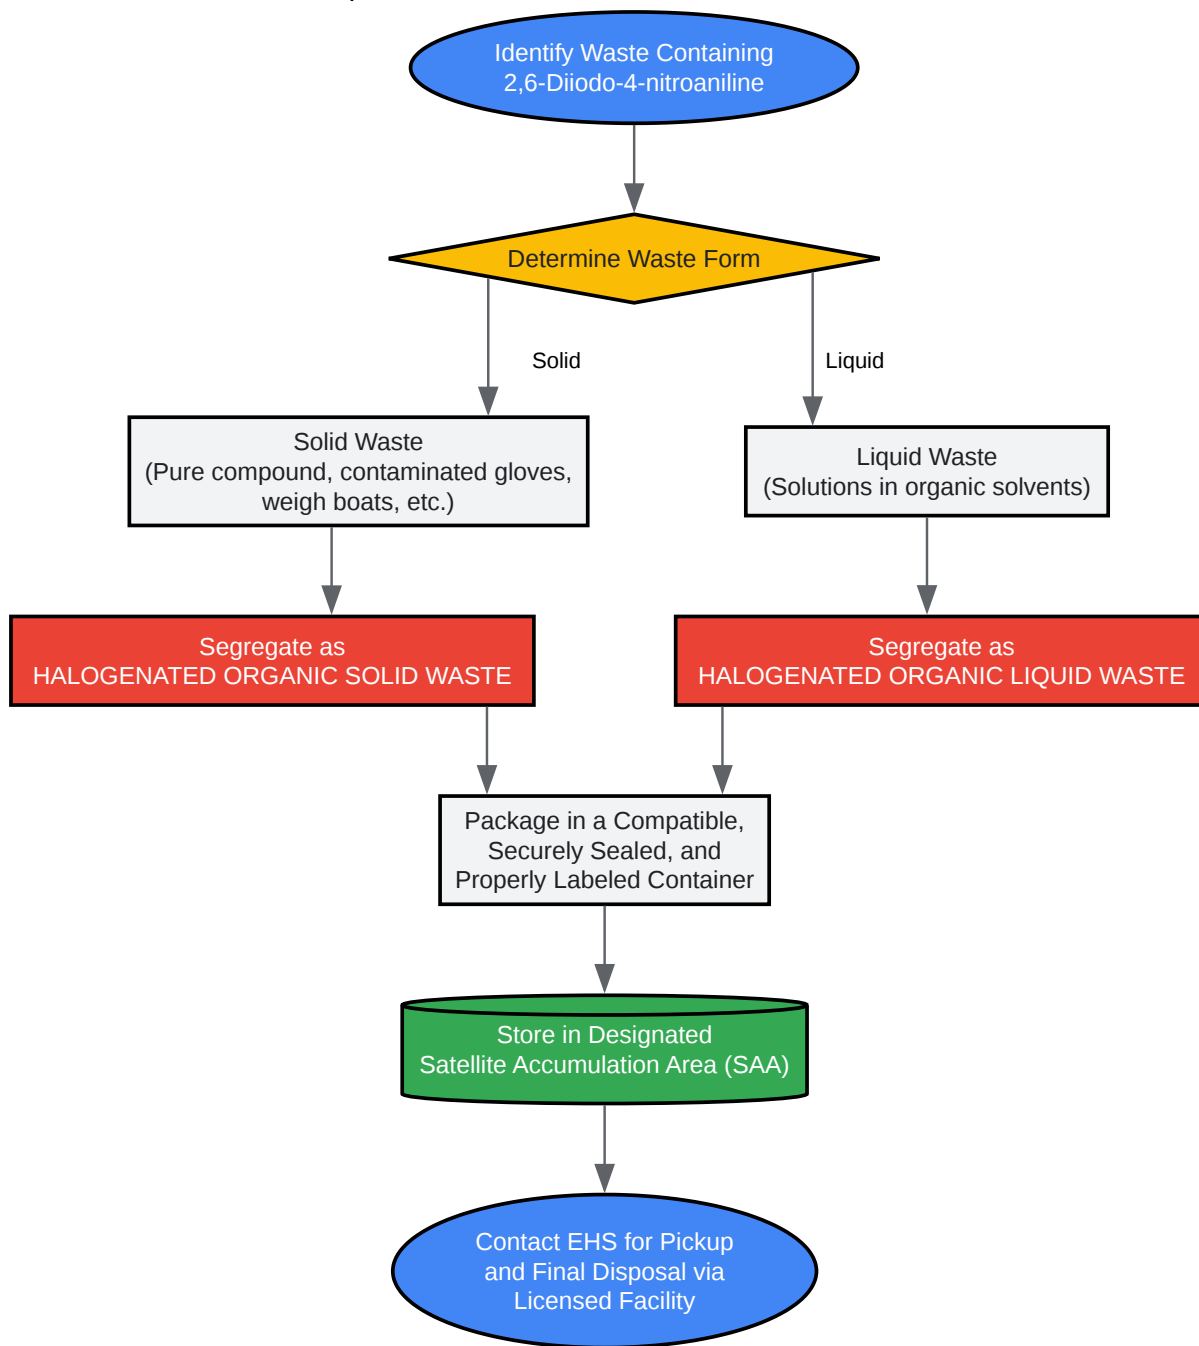 Identify Waste Containing
2,6-Diiodo-4-nitroaniline
Determine Waste Form
Solid
Liquid
Solid Waste
(Pure compound, contaminated gloves,
weigh boats, etc.)
Liquid Waste
(Solutions in organic solvents)
Segregate as
HALOGENATED ORGANIC SOLID WASTE
Segregate as
HALOGENATED ORGANIC LIQUID WASTE
Package in a Compatible,
Securely Sealed, and
Properly Labeled Container
Store in Designated
Satellite Accumulation Area (SAA)
Contact EHS for Pickup
and Final Disposal via
Licensed Facility